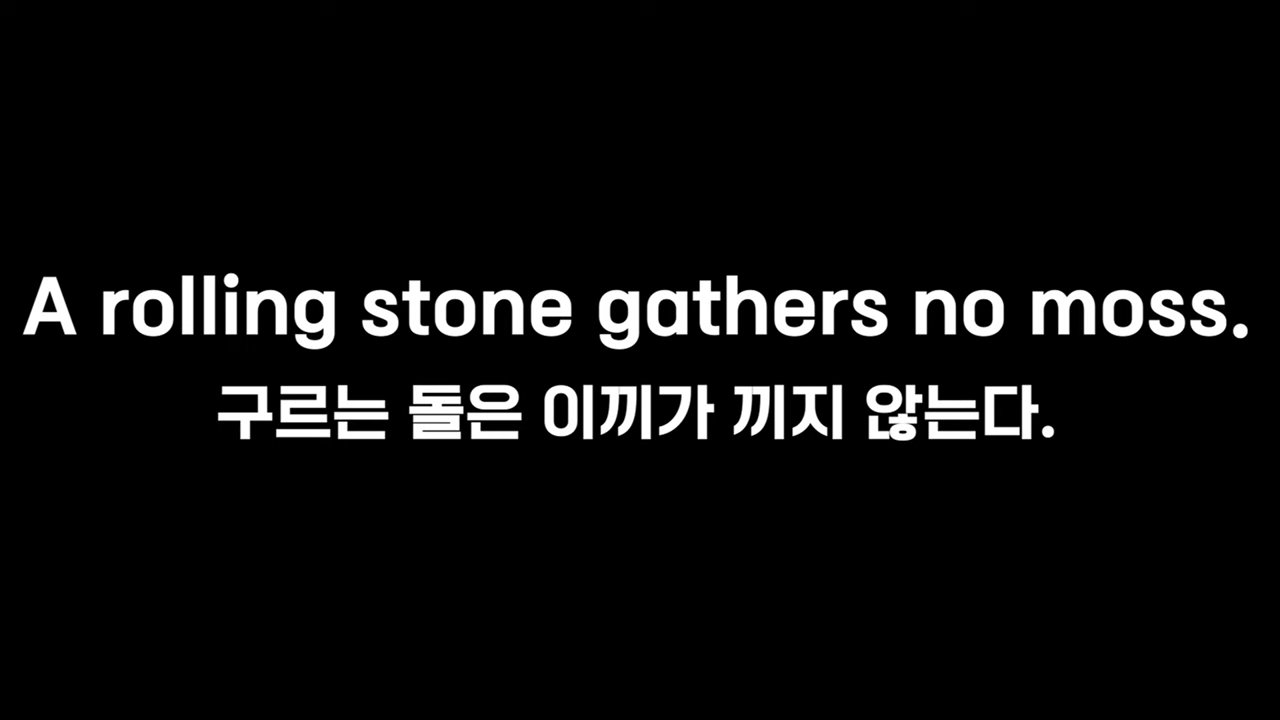 A rolling stone gathers no moss.
구르는 돌은 이끼가 끼지 않는다.